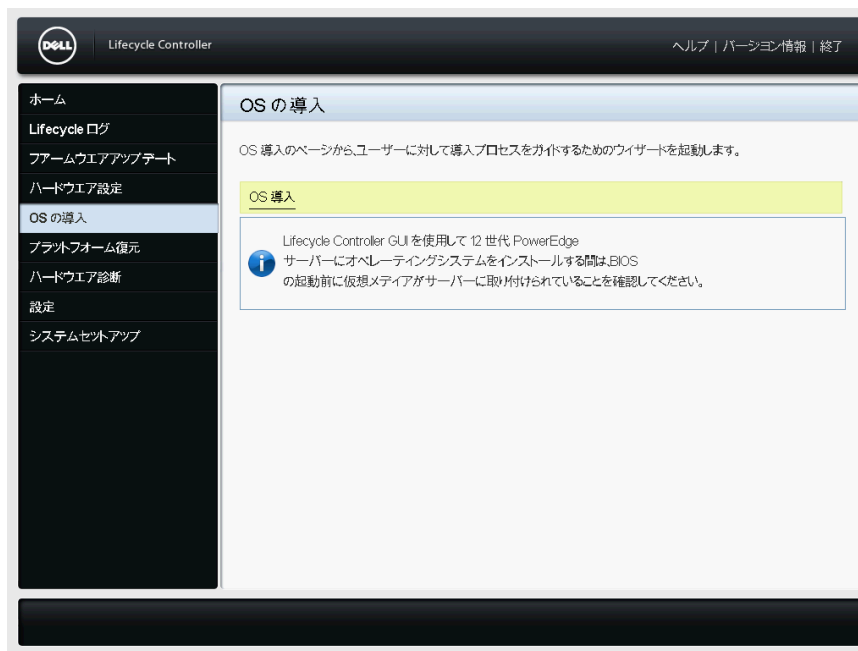 DELL
Lifecycle Controller
ヘルプ | バージョン情報 | 終了
ホーム
Lifecycle ログ
ファームウエアアップデート
ハードウエア設定
OS の導入
プラットフォーム復元
ハードウエア診断
設定
システムセットアップ
OS の導入
OS 導入のページから、ユーザーに対して導入プロセスをガイドするためのウィザードを起動します。
OS 導入
Lifecycle Controller GUI を使用して 12 世代 PowerEdge
サーバーにオペレーティングシステムをインストールする間は、BIOS
の起動前に仮想メディアがサーバーに取り付けられていることを確認してください。